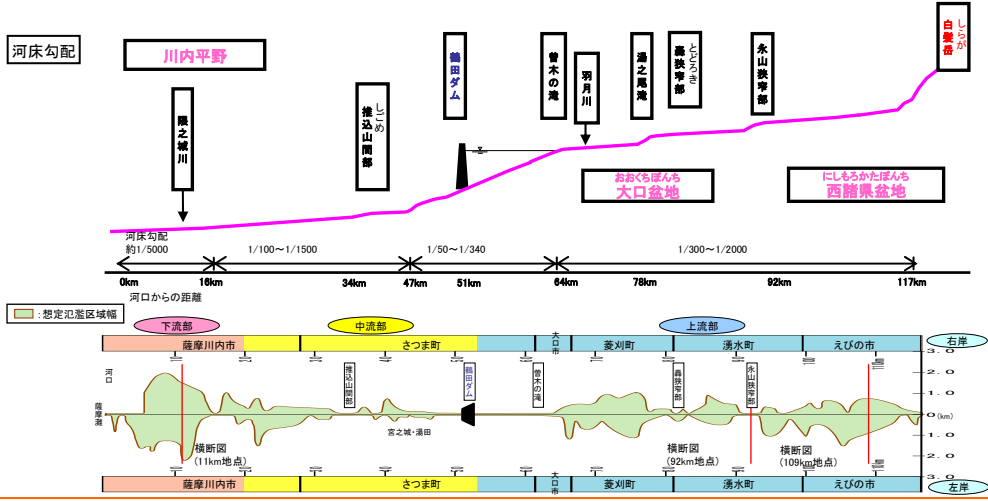 河床勾配
川内平野
隈之城川
推込山間部
しごめ
鶴田ダム
曽木の滝
羽月川
湯之尾滝
轟狭窄部
とどろき
永山狭窄部
白髪岳
しらが
おおくちぼんち
大口盆地
にしもろかたぼんち
西諸県盆地
河床勾配
約1/5000
1/100～1/1500
1/50～1/340
1/300～1/2000
0km
16km
34km
47km
51km
64km
78km
92km
117km
河口からの距離
：想定氾濫区域幅
下流部
中流部
上流部
薩摩川内市
さつま町
大口市
菱刈町
湧水町
えびの市
右岸
3.0
2.0
1.0
0
(km)
1.0
2.0
3.0
河口
薩摩灘
推込山間部
鶴田ダム
曽木の滝
轟狭窄部
永山狭窄部
宮之城・湯田
横断図
（11km地点）
横断図
（92km地点）
横断図
（109km地点）
薩摩川内市
さつま町
大口市
菱刈町
湧水町
えびの市
左岸